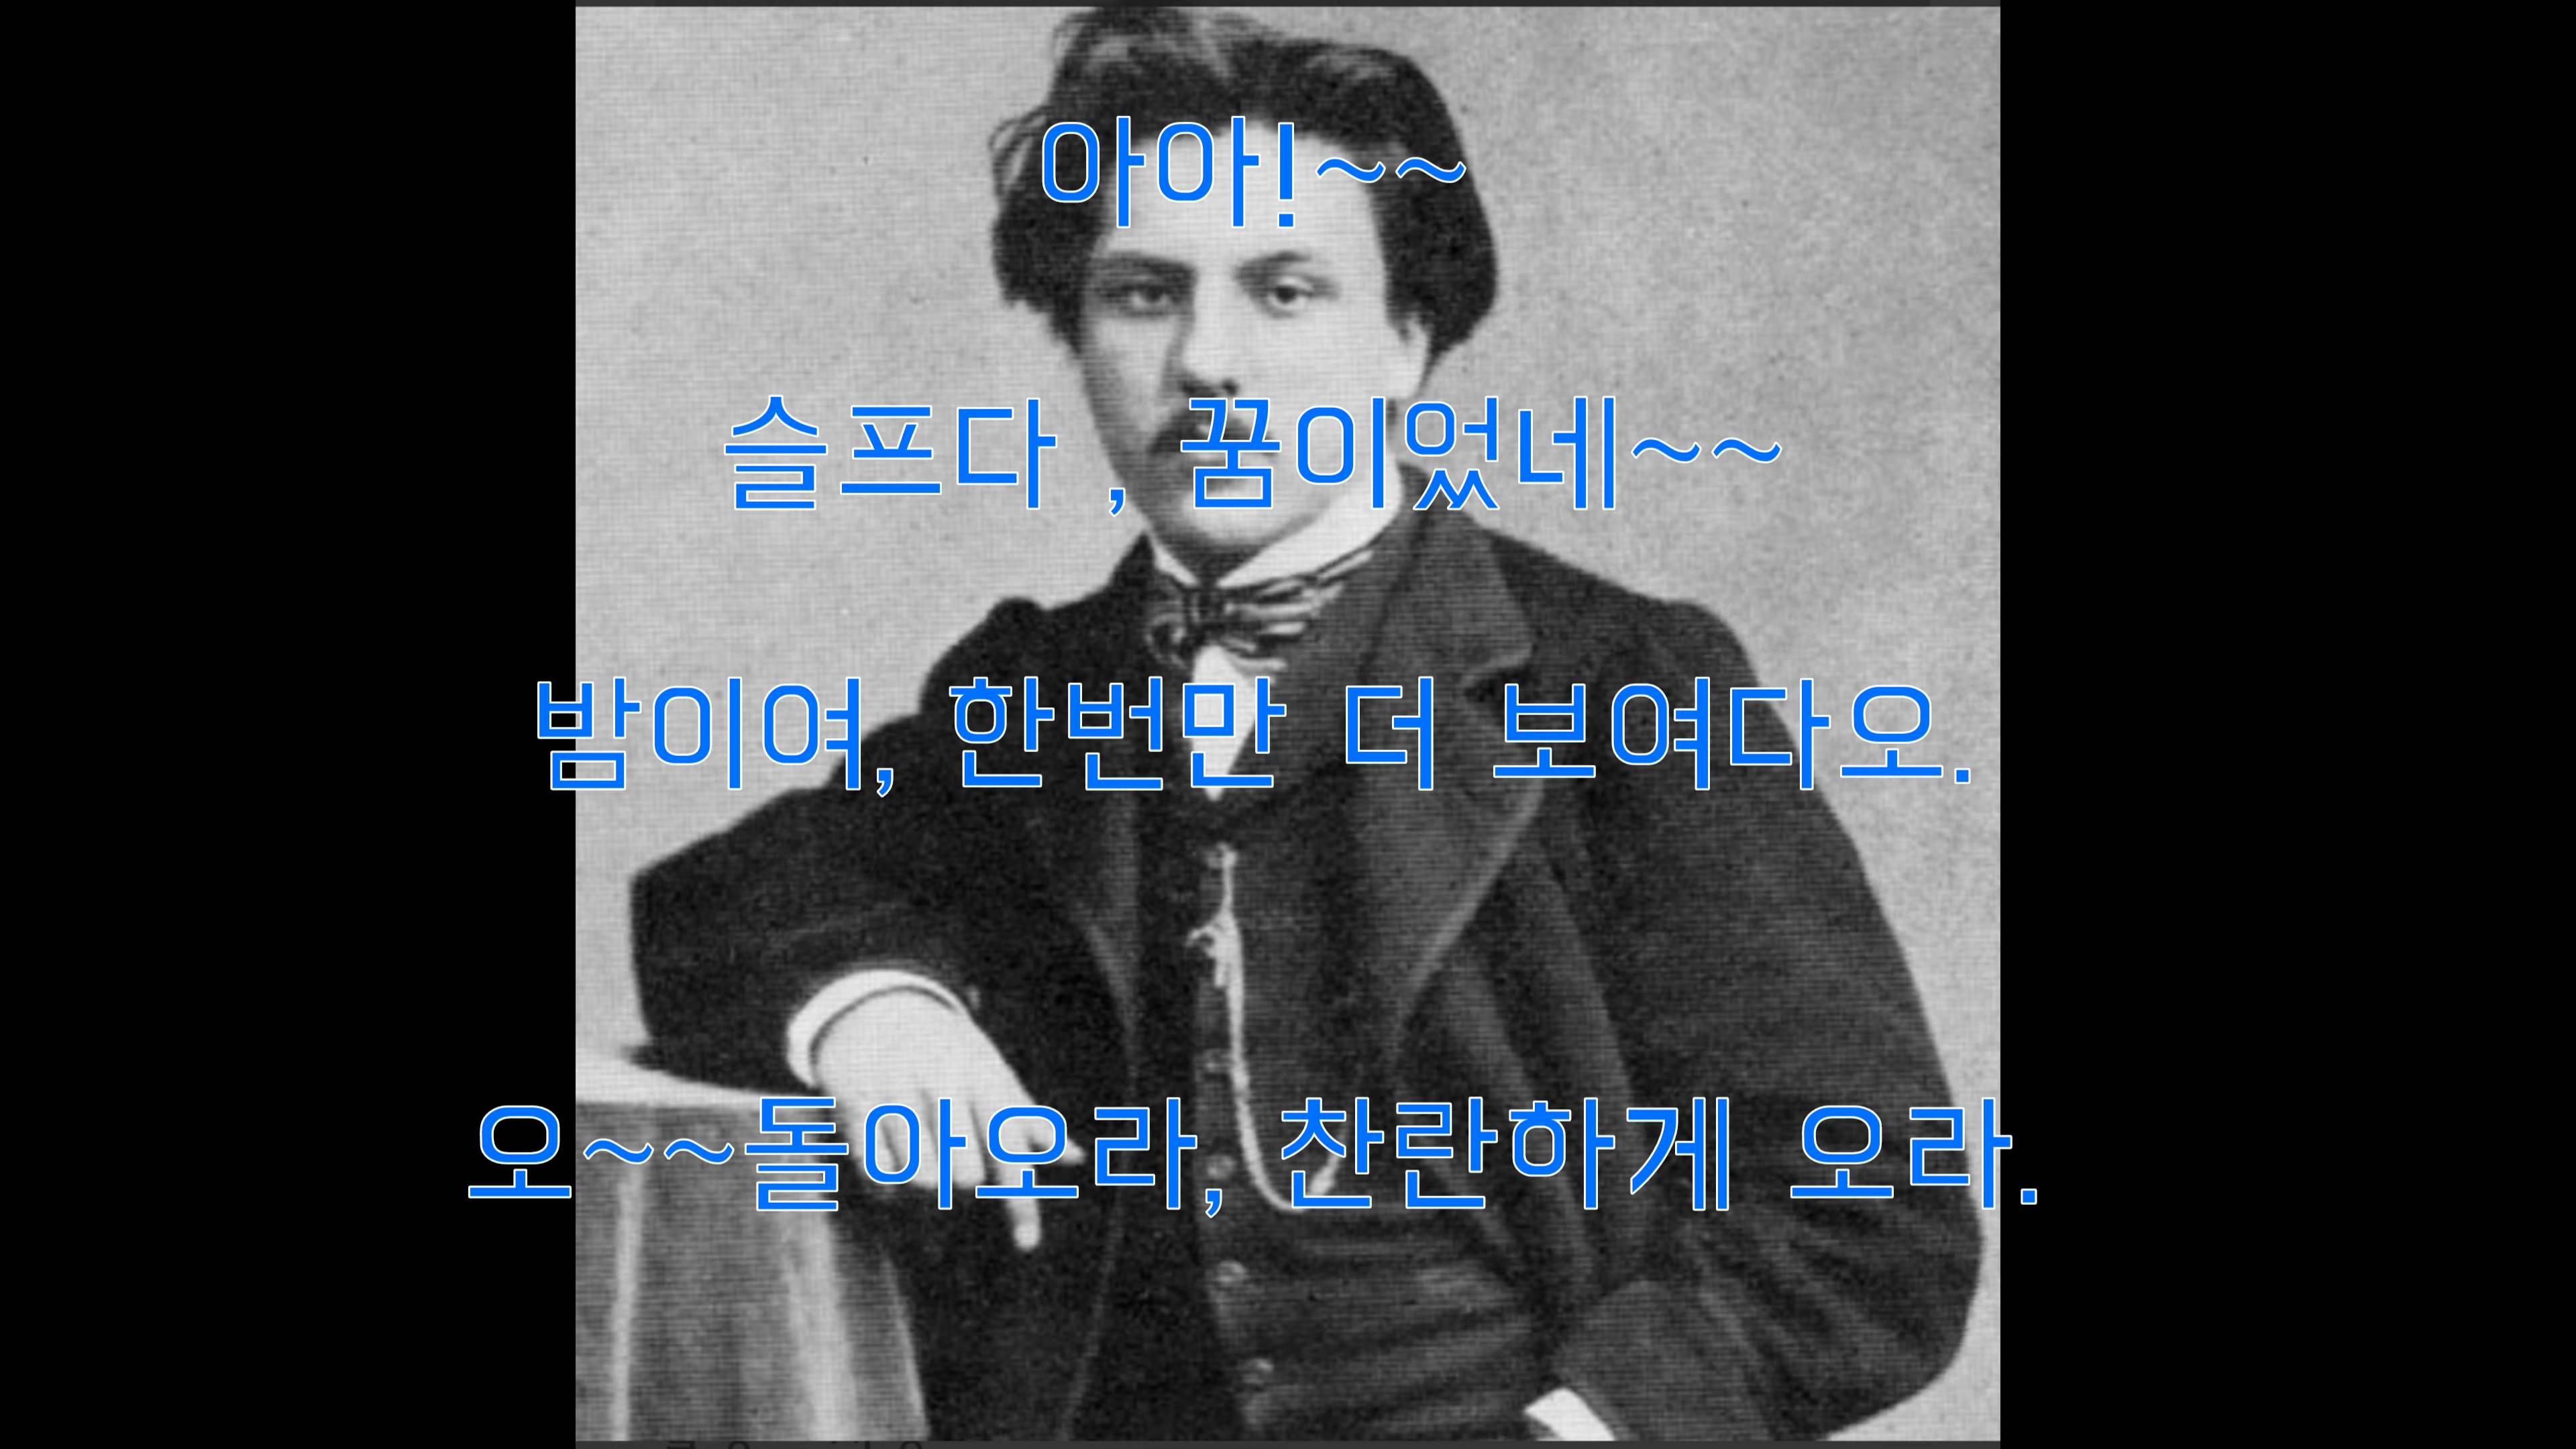 아아!~~
슬프다 , 꿈이었네~~
밤이여, 한번만 더 보여다오.
오~~돌아오라, 찬란하게 오라.